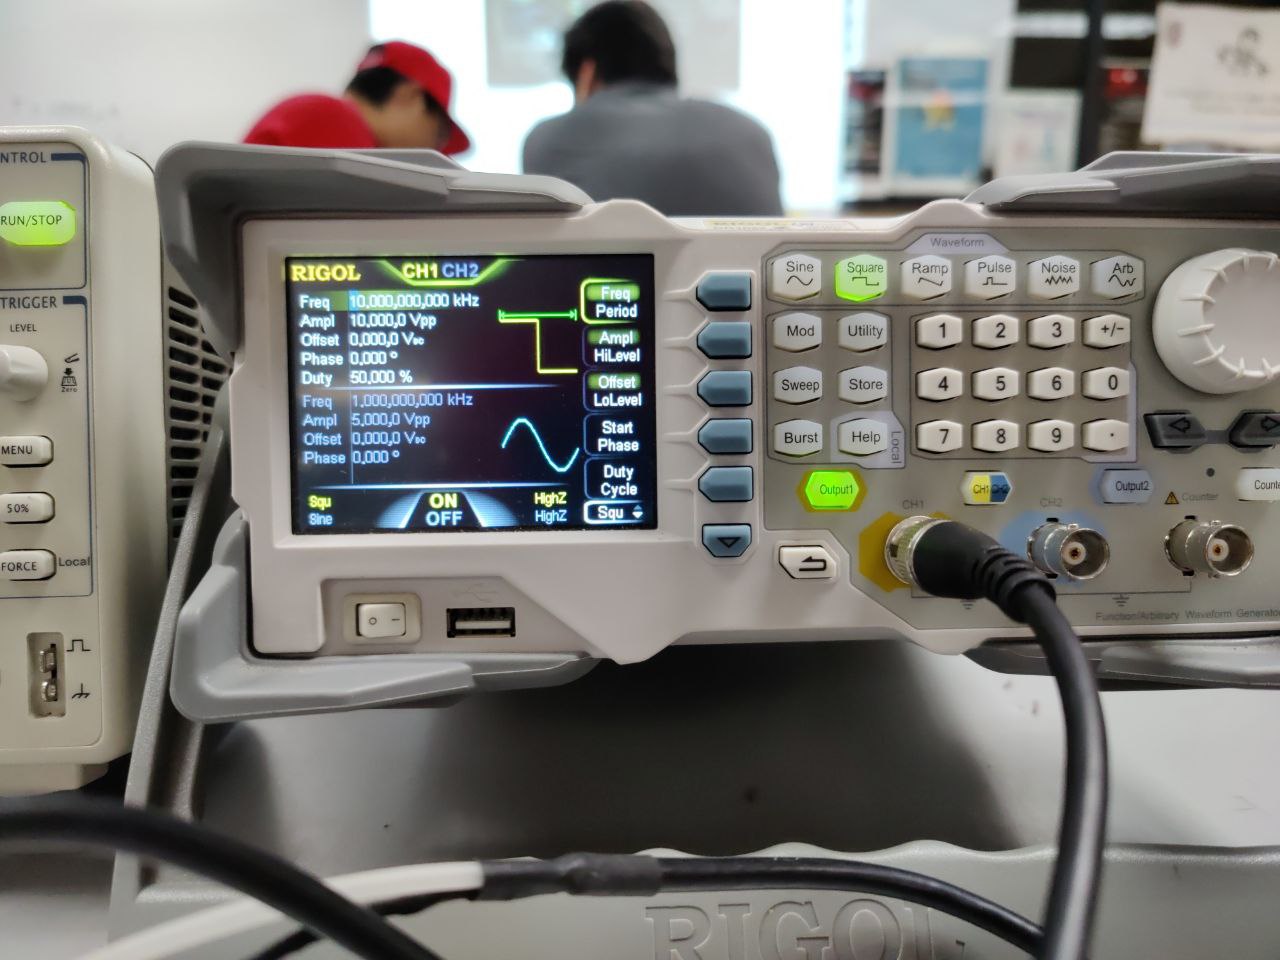 NTROL
RUN/STOP
TRIGGER
LEVEL
Zero
MENU
50%
FORCE
Local
RIGOL CH1 CH2
Freq 10,000,000,000 kHz
Ampl 10,000,0 Vpp
Offset 0,000,0 VDC
Phase 0,000 °
Duty 50,000 %
Freq 1,000,000,000 kHz
Ampl 5,000,0 Vpp
Offset 0,000,0 VDC
Phase 0,000 °
Squ ON HighZ
Sine OFF HighZ
Freq
Period
Ampl
HiLevel
Offset
LoLevel
Start
Phase
Duty
Cycle
Squ
RIGOL
Waveform
Sine Square Ramp Pulse Noise Arb
Mod Utility 1 2 3 +/-
Sweep Store 4 5 6 0
Burst Help Local 7 8 9 .
Output1 CH1 CH2 Output2 Counter Counte
CH1 CH2
Function/Arbitrary Waveform Generator
RIGOL